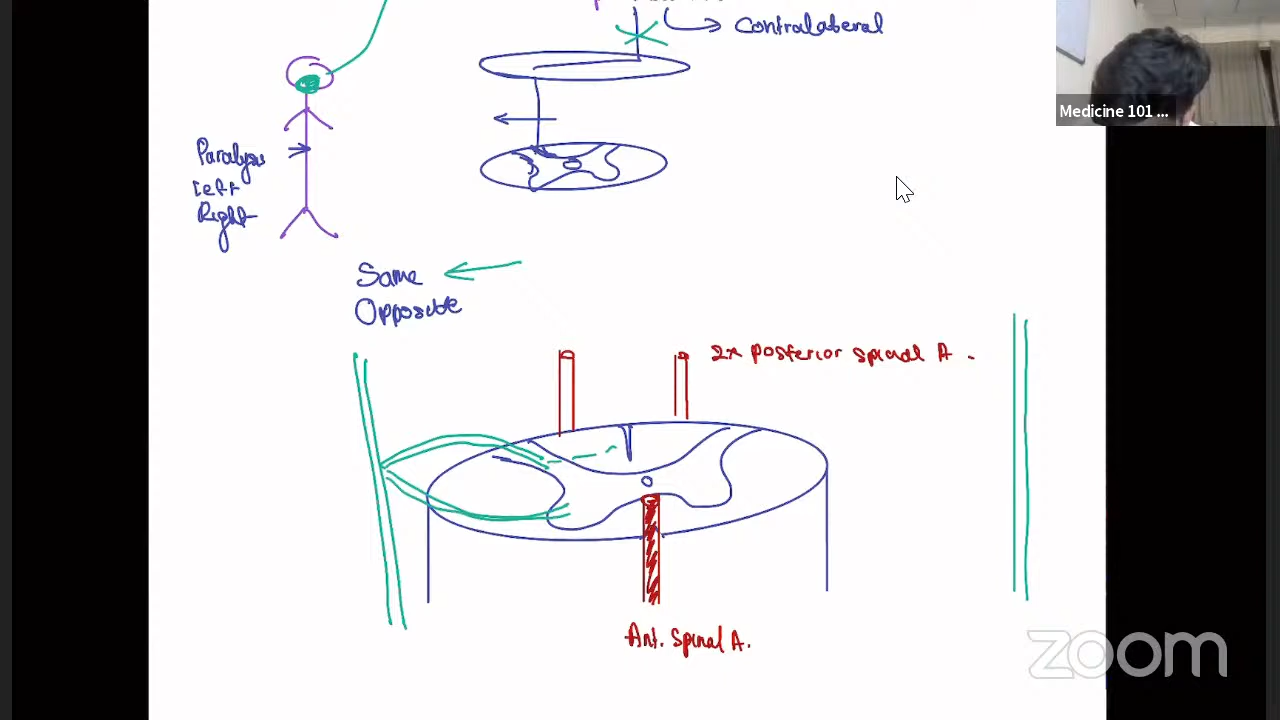 Contralateral
Medicine 101 ...
Paralysis
Left
Right
Same
Opposite
2x Posterior Spinal A.
Ant. Spinal A.
zoom